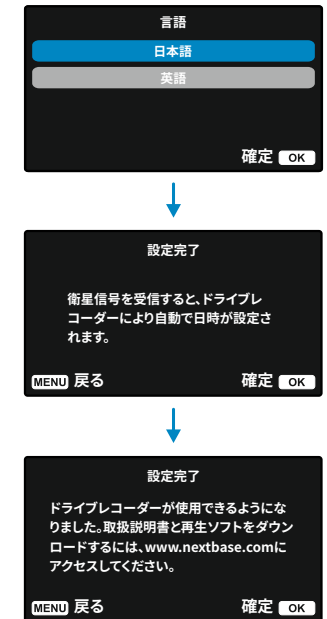 言語
日本語
英語
確定 OK
設定完了
衛星信号を受信すると、ドライブレ
コーダーにより自動で日時が設定さ
れます。
MENU 戻る 確定 OK
設定完了
ドライブレコーダーが使用できるようにな
りました。取扱説明書と再生ソフトをダウン
ロードするには、www.nextbase.comに
アクセスしてください。
MENU 戻る 確定 OK